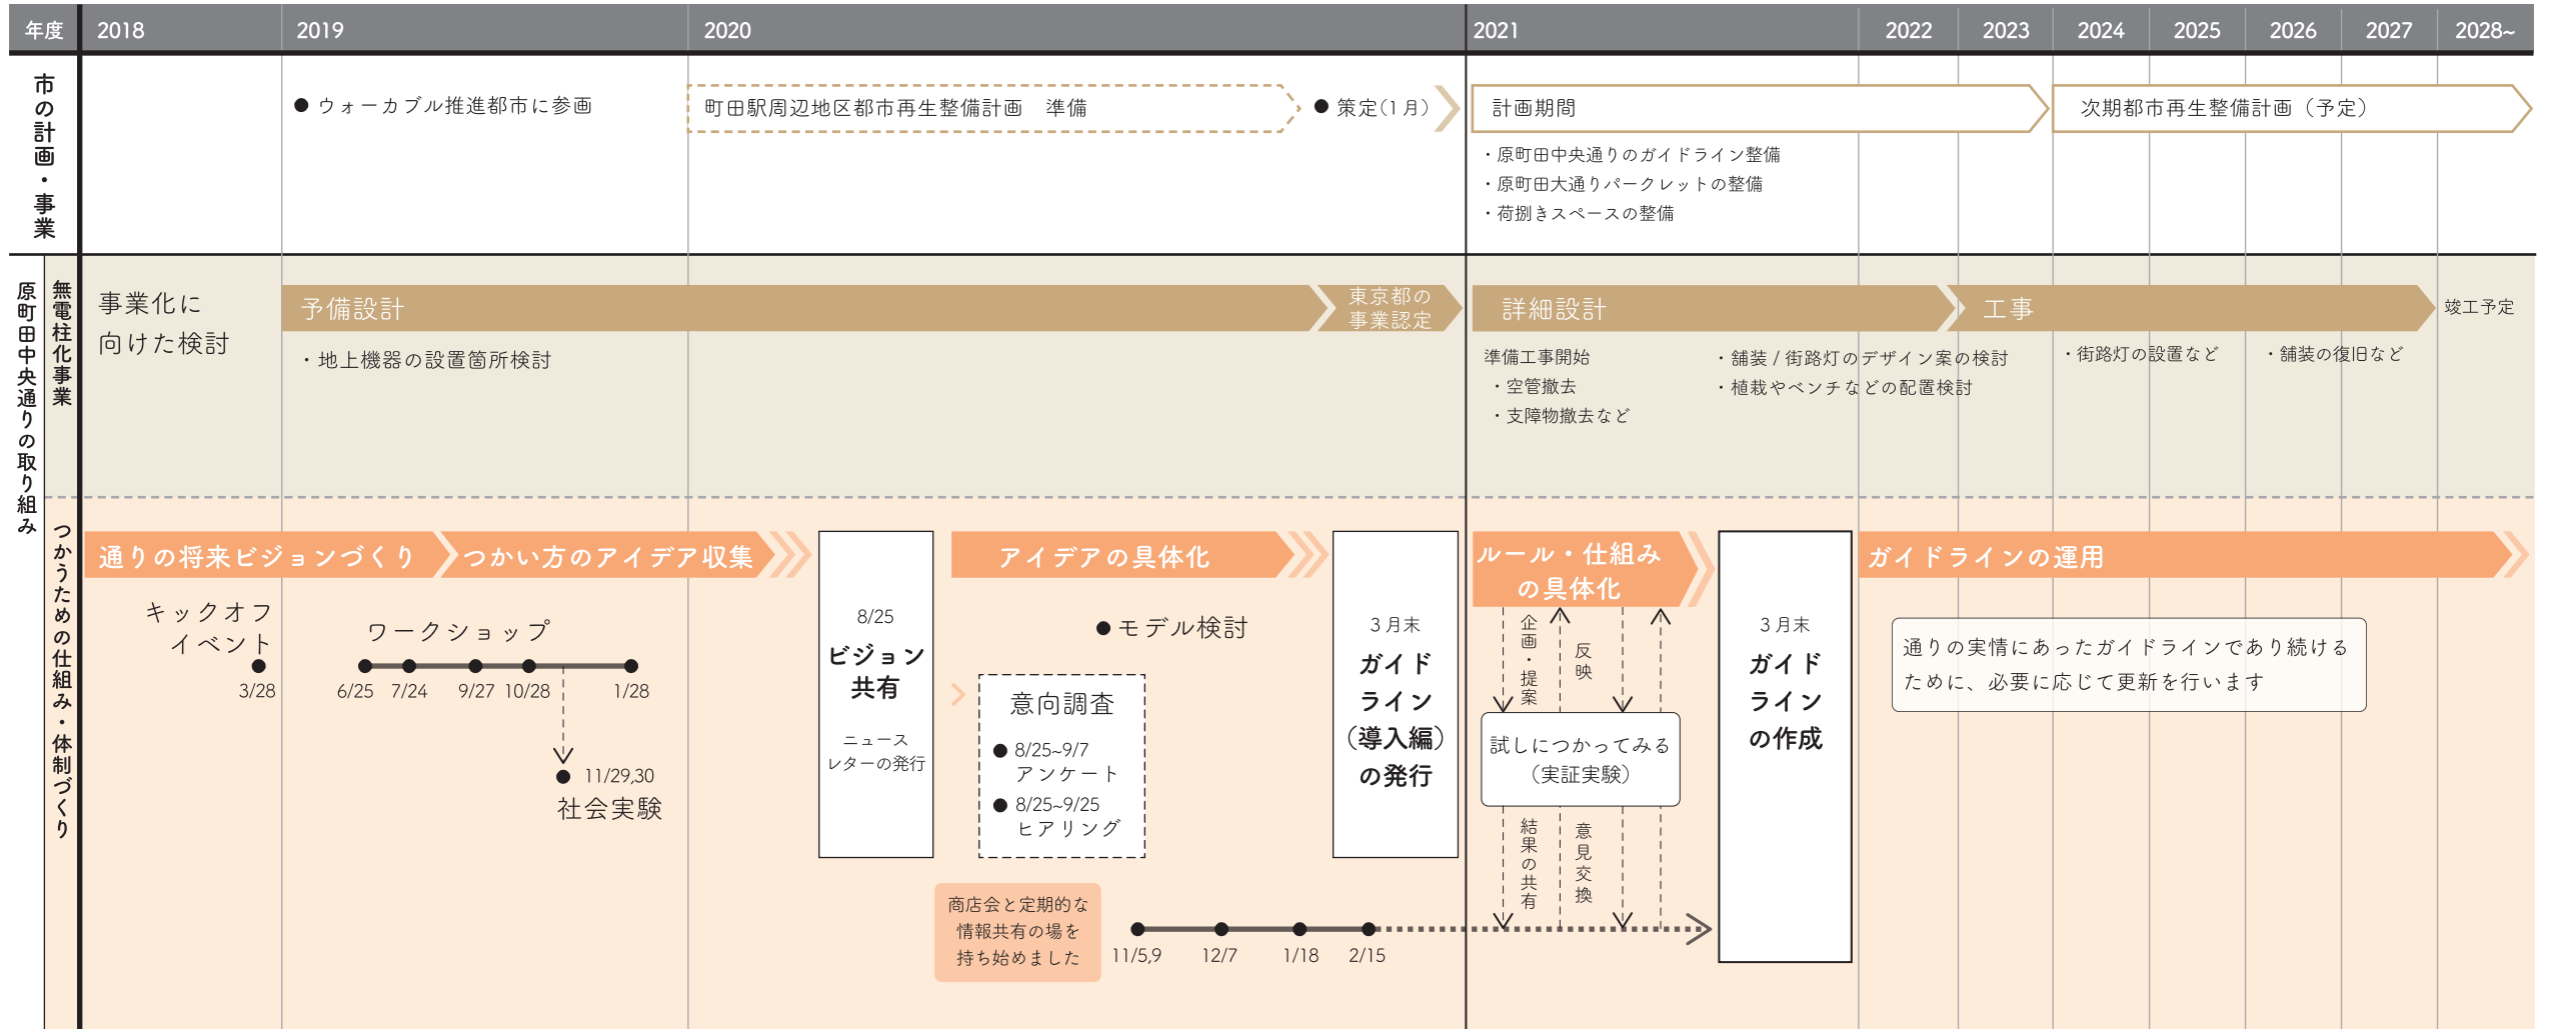 年度
2018
2019
2020
2021
2022
2023
2024
2025
2026
2027
2028~
市の計画・事業
●ウォーカブル推進都市に参画
町田駅周辺地区都市再生整備計画　準備
●策定(1月)
計画期間
次期都市再生整備計画（予定）
・原町田中央通りのガイドライン整備
・原町田大通りパークレットの整備
・荷捌きスペースの整備
原町田中央通りの取り組み
無電柱化事業
事業化に
向けた検討
予備設計
東京都の
事業認定
詳細設計
工事
竣工予定
・地上機器の設置箇所検討
準備工事開始
・空管撤去
・支障物撤去など
・舗装 / 街路灯のデザイン案の検討
・植栽やベンチなどの配置検討
・街路灯の設置など
・舗装の復旧など
つかうための仕組み・体制づくり
通りの将来ビジョンづくり
つかい方のアイデア収集
アイデアの具体化
ルール・仕組み
の具体化
ガイドラインの運用
キックオフ
イベント
3/28
ワークショップ
6/25
7/24
9/27
10/28
1/28
11/29,30
社会実験
8/25
ビジョン
共有
ニュース
レターの発行
●モデル検討
意向調査
●8/25~9/7
アンケート
●8/25~9/25
ヒアリング
3月末
ガイド
ライン
（導入編）
の発行
企画・提案
反映
試しにつかってみる
（実証実験）
結果の共有
意見交換
3月末
ガイド
ライン
の作成
通りの実情にあったガイドラインであり続ける
ために、必要に応じて更新を行います
商店会と定期的な
情報共有の場を
持ち始めました
11/5,9
12/7
1/18
2/15